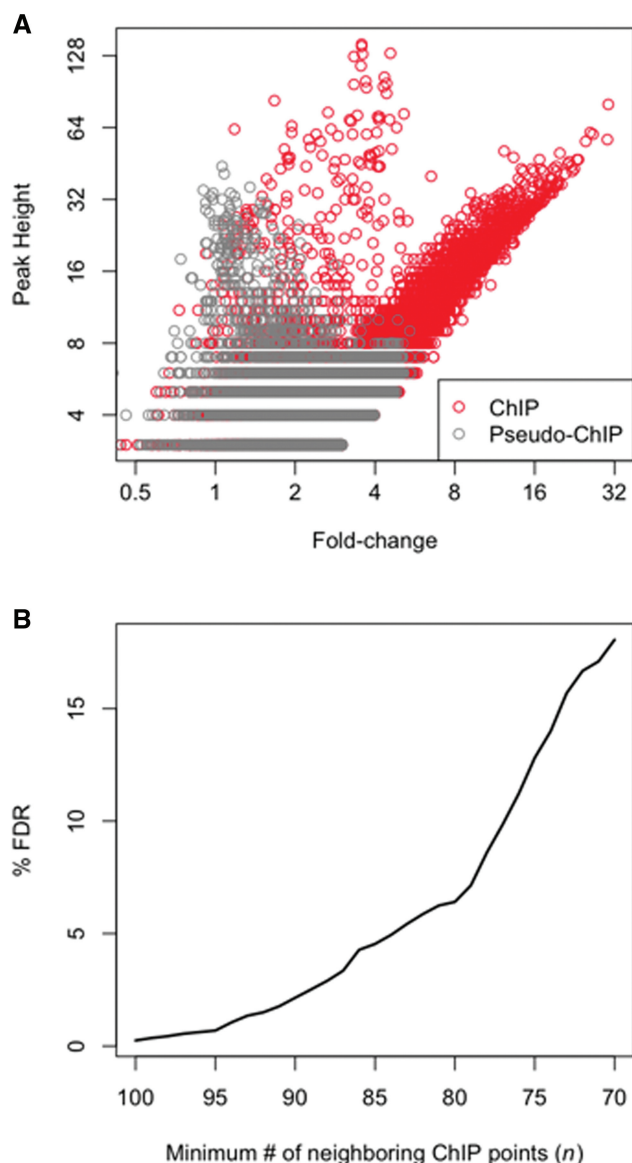 A
Peak Height
128
64
32
16
8
4
ChIP
Pseudo-ChIP
0.5 1 2 4 8 16 32
Fold-change
B
% FDR
15
10
5
0
100 95 90 85 80 75 70
Minimum # of neighboring ChIP points (n)